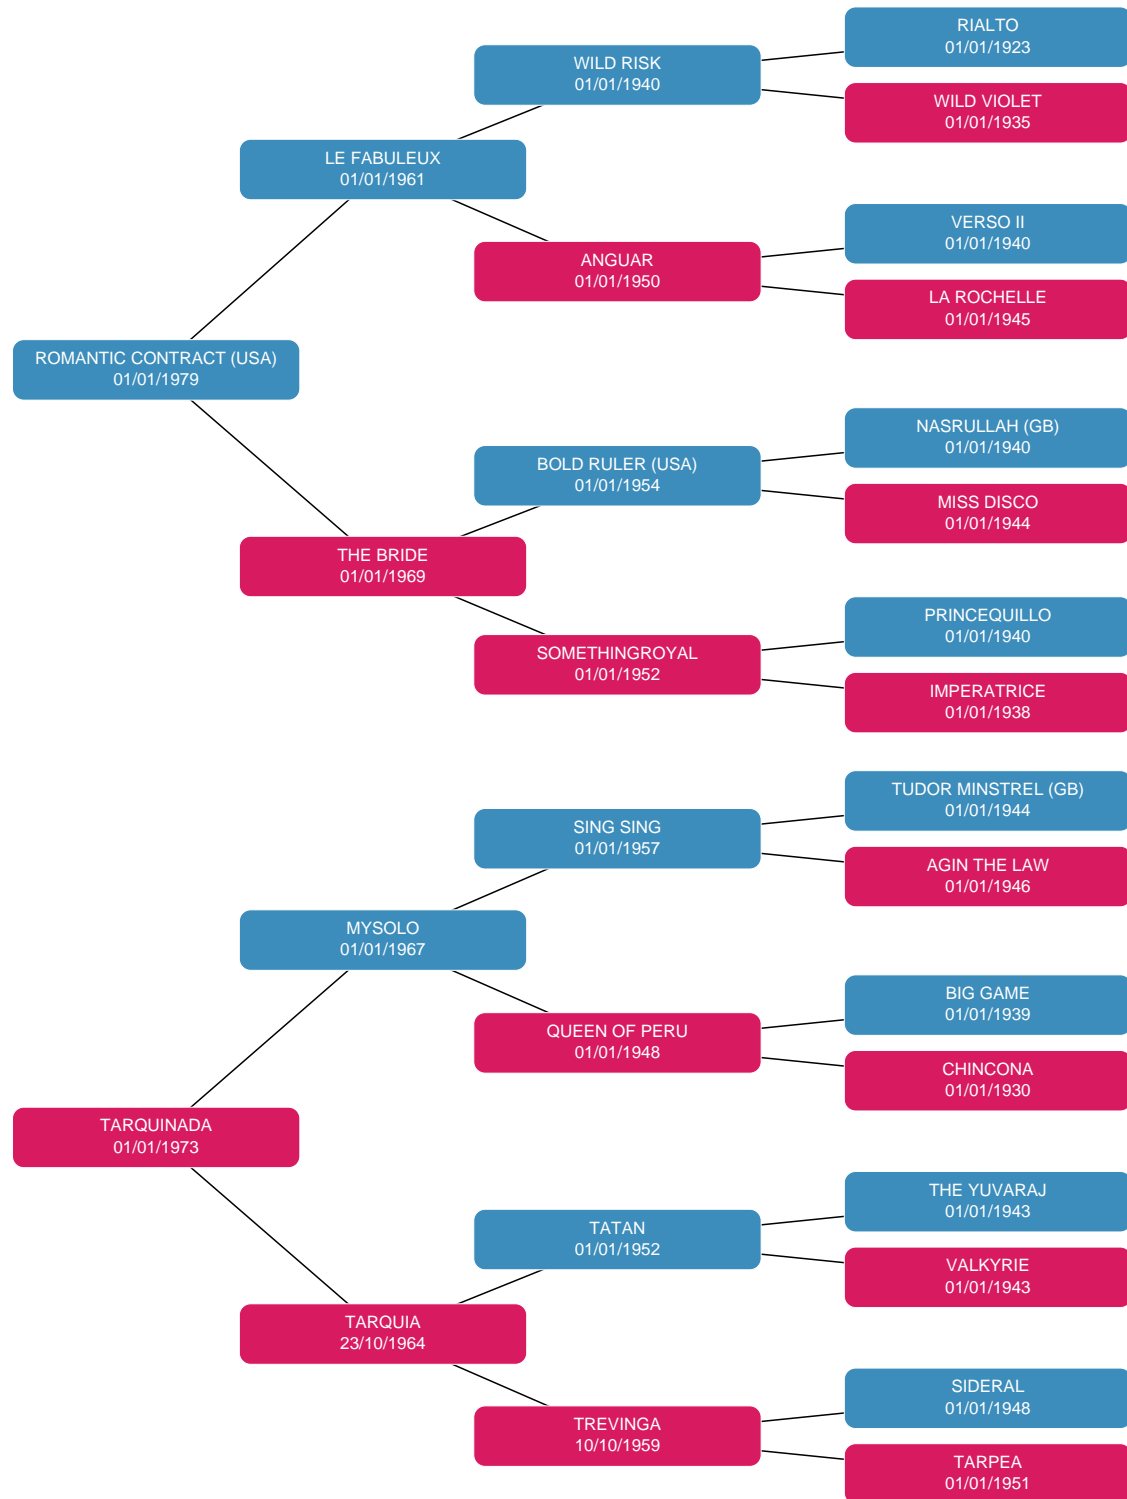 RIALTO
01/01/1923
WILD RISK
01/01/1940
WILD VIOLET
01/01/1935
LE FABULEUX
01/01/1961
VERSO II
01/01/1940
ANGUAR
01/01/1950
LA ROCHELLE
01/01/1945
ROMANTIC CONTRACT (USA)
01/01/1979
NASRULLAH (GB)
01/01/1940
BOLD RULER (USA)
01/01/1954
MISS DISCO
01/01/1944
THE BRIDE
01/01/1969
PRINCEQUILLO
01/01/1940
SOMETHINGROYAL
01/01/1952
IMPERATRICE
01/01/1938
TUDOR MINSTREL (GB)
01/01/1944
SING SING
01/01/1957
AGIN THE LAW
01/01/1946
MYSOLO
01/01/1967
BIG GAME
01/01/1939
QUEEN OF PERU
01/01/1948
CHINCONA
01/01/1930
TARQUINADA
01/01/1973
THE YUVARAJ
01/01/1943
TATAN
01/01/1952
VALKYRIE
01/01/1943
TARQUIA
23/10/1964
SIDERAL
01/01/1948
TREVINGA
10/10/1959
TARPEA
01/01/1951